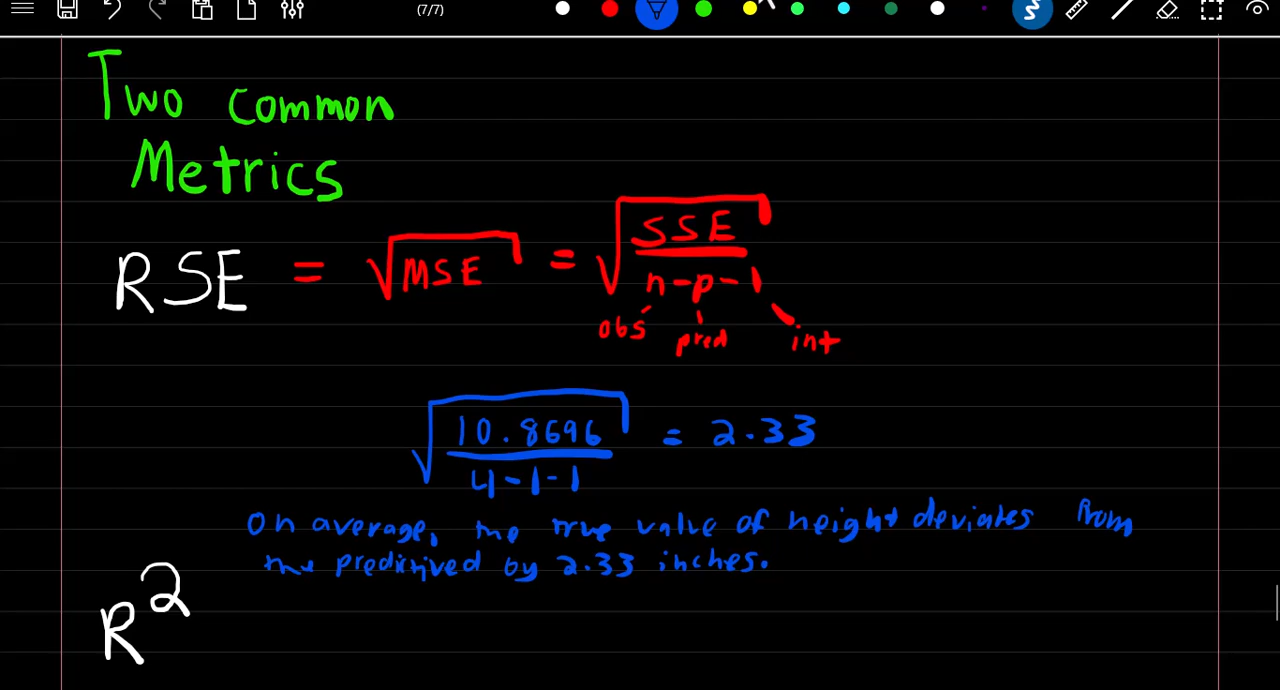 (7/7)
Two Common
Metrics
RSE = √MSE = √SSE
n-p-1
obs pred int
√10.8696 = 2.33
4-1-1
On average, the true value of height deviates from
the predictived by 2.33 inches.
R²